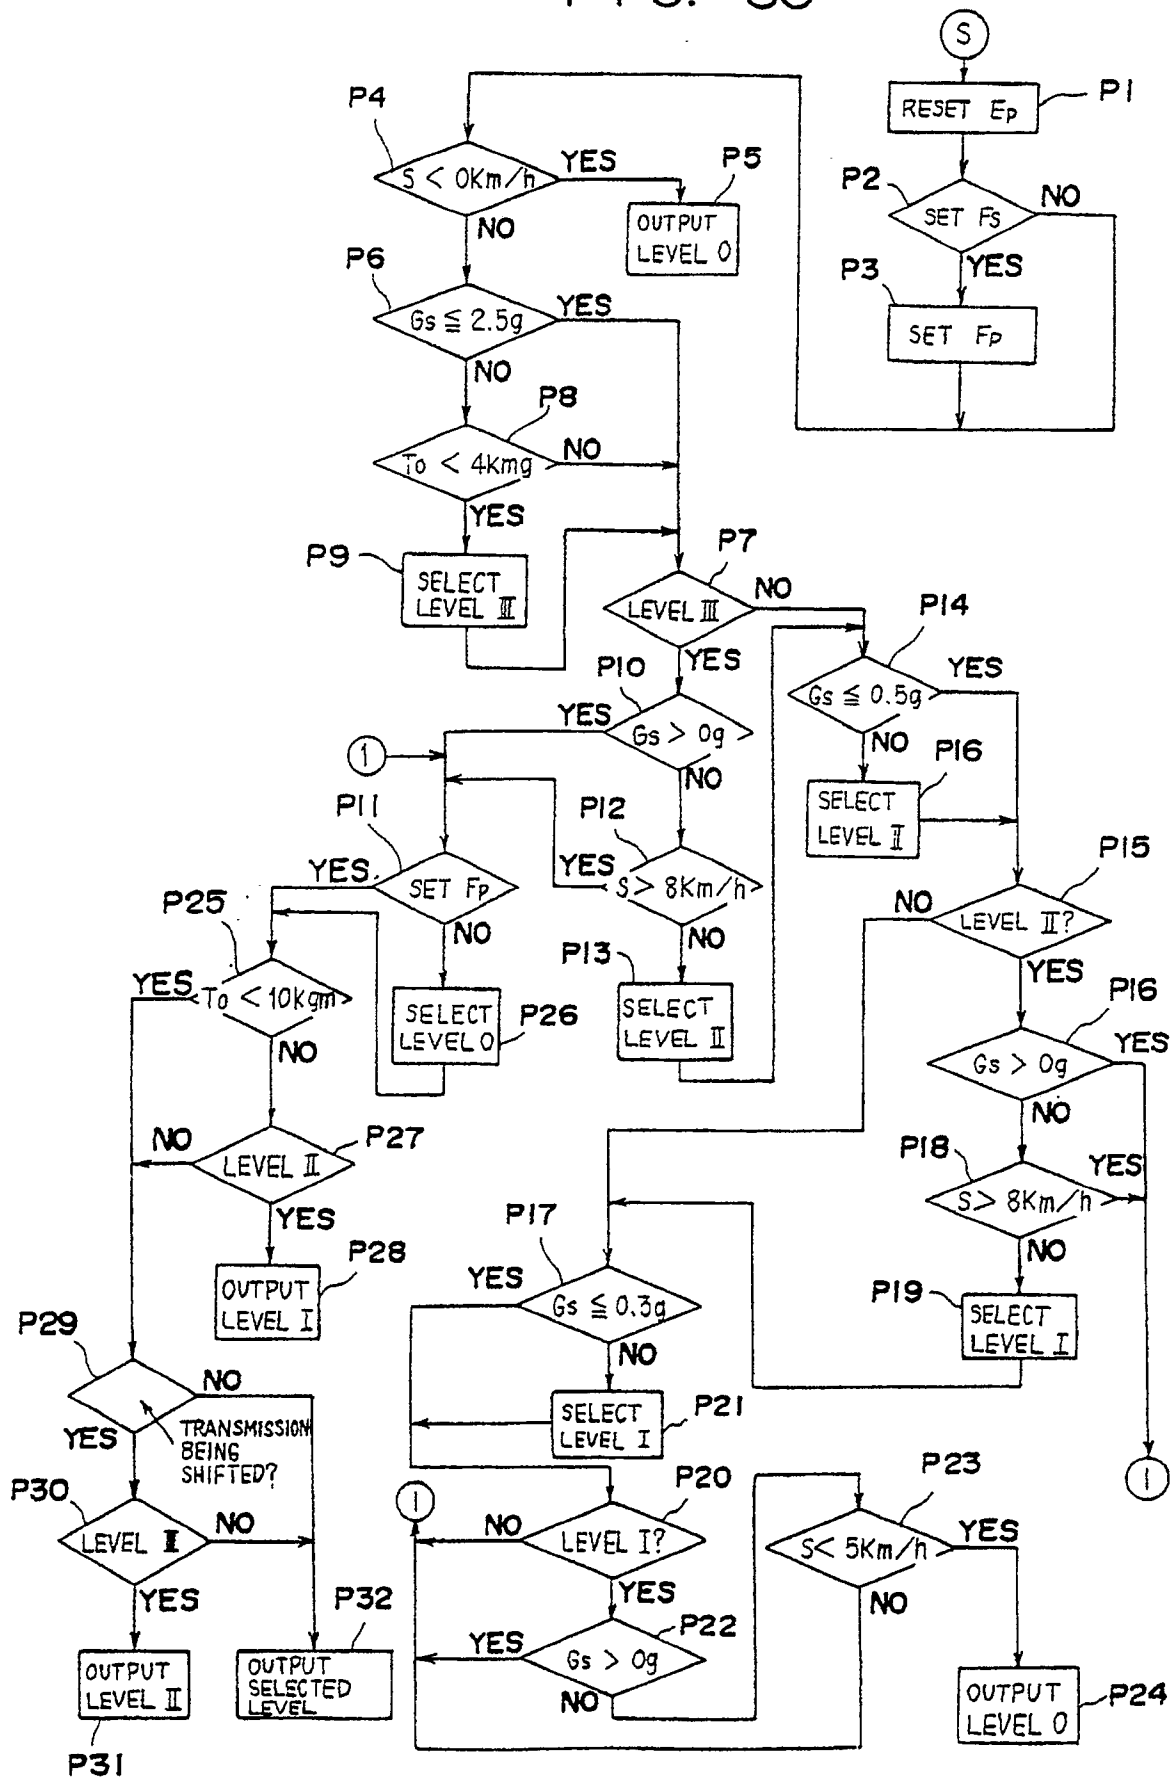 S
RESET Ep
P1
P2
SET Fs
NO
YES
P3
SET Fp
P4
S < 0Km/h
YES
NO
P5
OUTPUT
LEVEL 0
P6
Gs ≦ 2.5g
YES
NO
P8
To < 4Kmg
NO
YES
P9
SELECT
LEVEL III
P7
LEVEL III
NO
YES
P10
Gs > 0g
YES
NO
1
P14
Gs ≦ 0.5g
YES
NO
P16
SELECT
LEVEL II
P11
SET Fp
YES
NO
P12
S > 8Km/h
YES
NO
P13
SELECT
LEVEL II
P15
LEVEL II?
NO
YES
P25
To < 10Kgm
YES
NO
P26
SELECT
LEVEL 0
P16
Gs > 0g
YES
NO
P27
LEVEL II
NO
YES
P18
S > 8Km/h
YES
NO
P28
OUTPUT
LEVEL I
P17
Gs ≦ 0.3g
YES
NO
P19
SELECT
LEVEL I
P29
NO
YES
TRANSMISSION
BEING
SHIFTED?
P21
SELECT
LEVEL I
1
P30
LEVEL III
NO
YES
1
P20
LEVEL I?
NO
YES
P23
S < 5Km/h
YES
NO
P22
Gs > 0g
YES
NO
P31
OUTPUT
LEVEL II
P32
OUTPUT
SELECTED
LEVEL
P24
OUTPUT
LEVEL 0